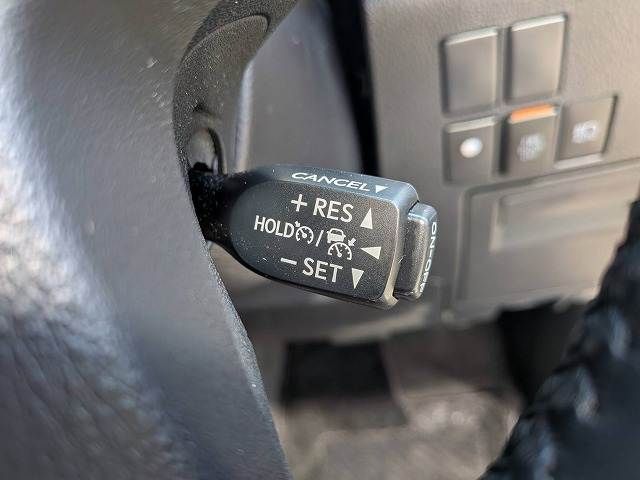 CANCEL▼
+ RES ▲
HOLD / ◀
− SET ▼
ON-OFF